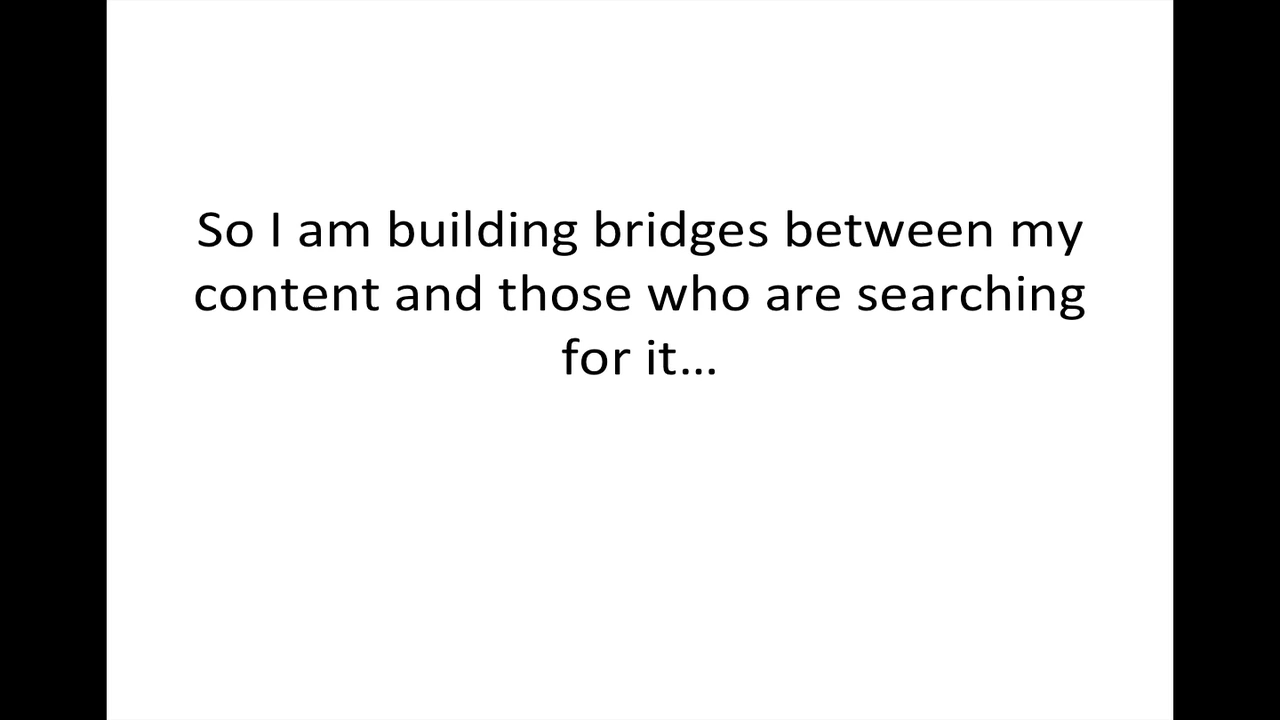 So I am building bridges between my
content and those who are searching
for it...